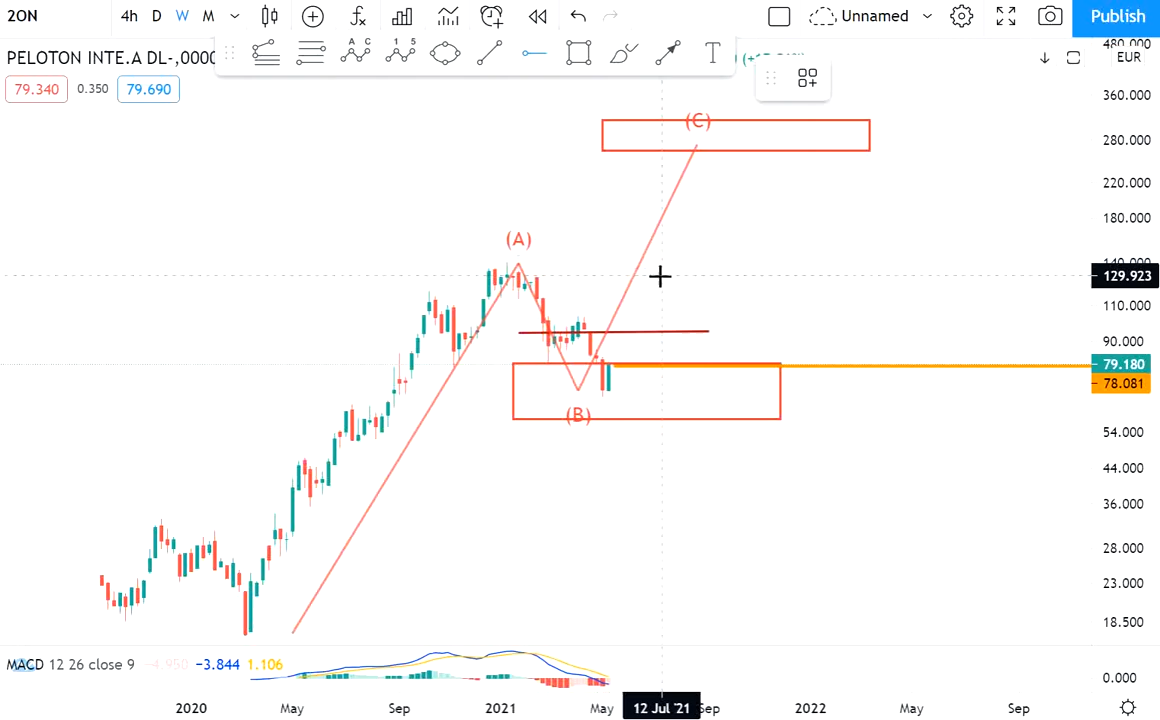 2ON 4h D W M Unnamed Publish
PELOTON INTE.A DL-,0000 EUR
79.340 0.350 79.690
A C
1 5
480.000
360.000
(C)
280.000
220.000
180.000
(A)
140.000
129.923
110.000
90.000
79.180
78.081
(B)
54.000
44.000
36.000
28.000
23.000
18.500
MACD 12 26 close 9 -4.950 −3.844 1.106
0.000
2020 May Sep 2021 May 12 Jul '21 Sep 2022 May Sep